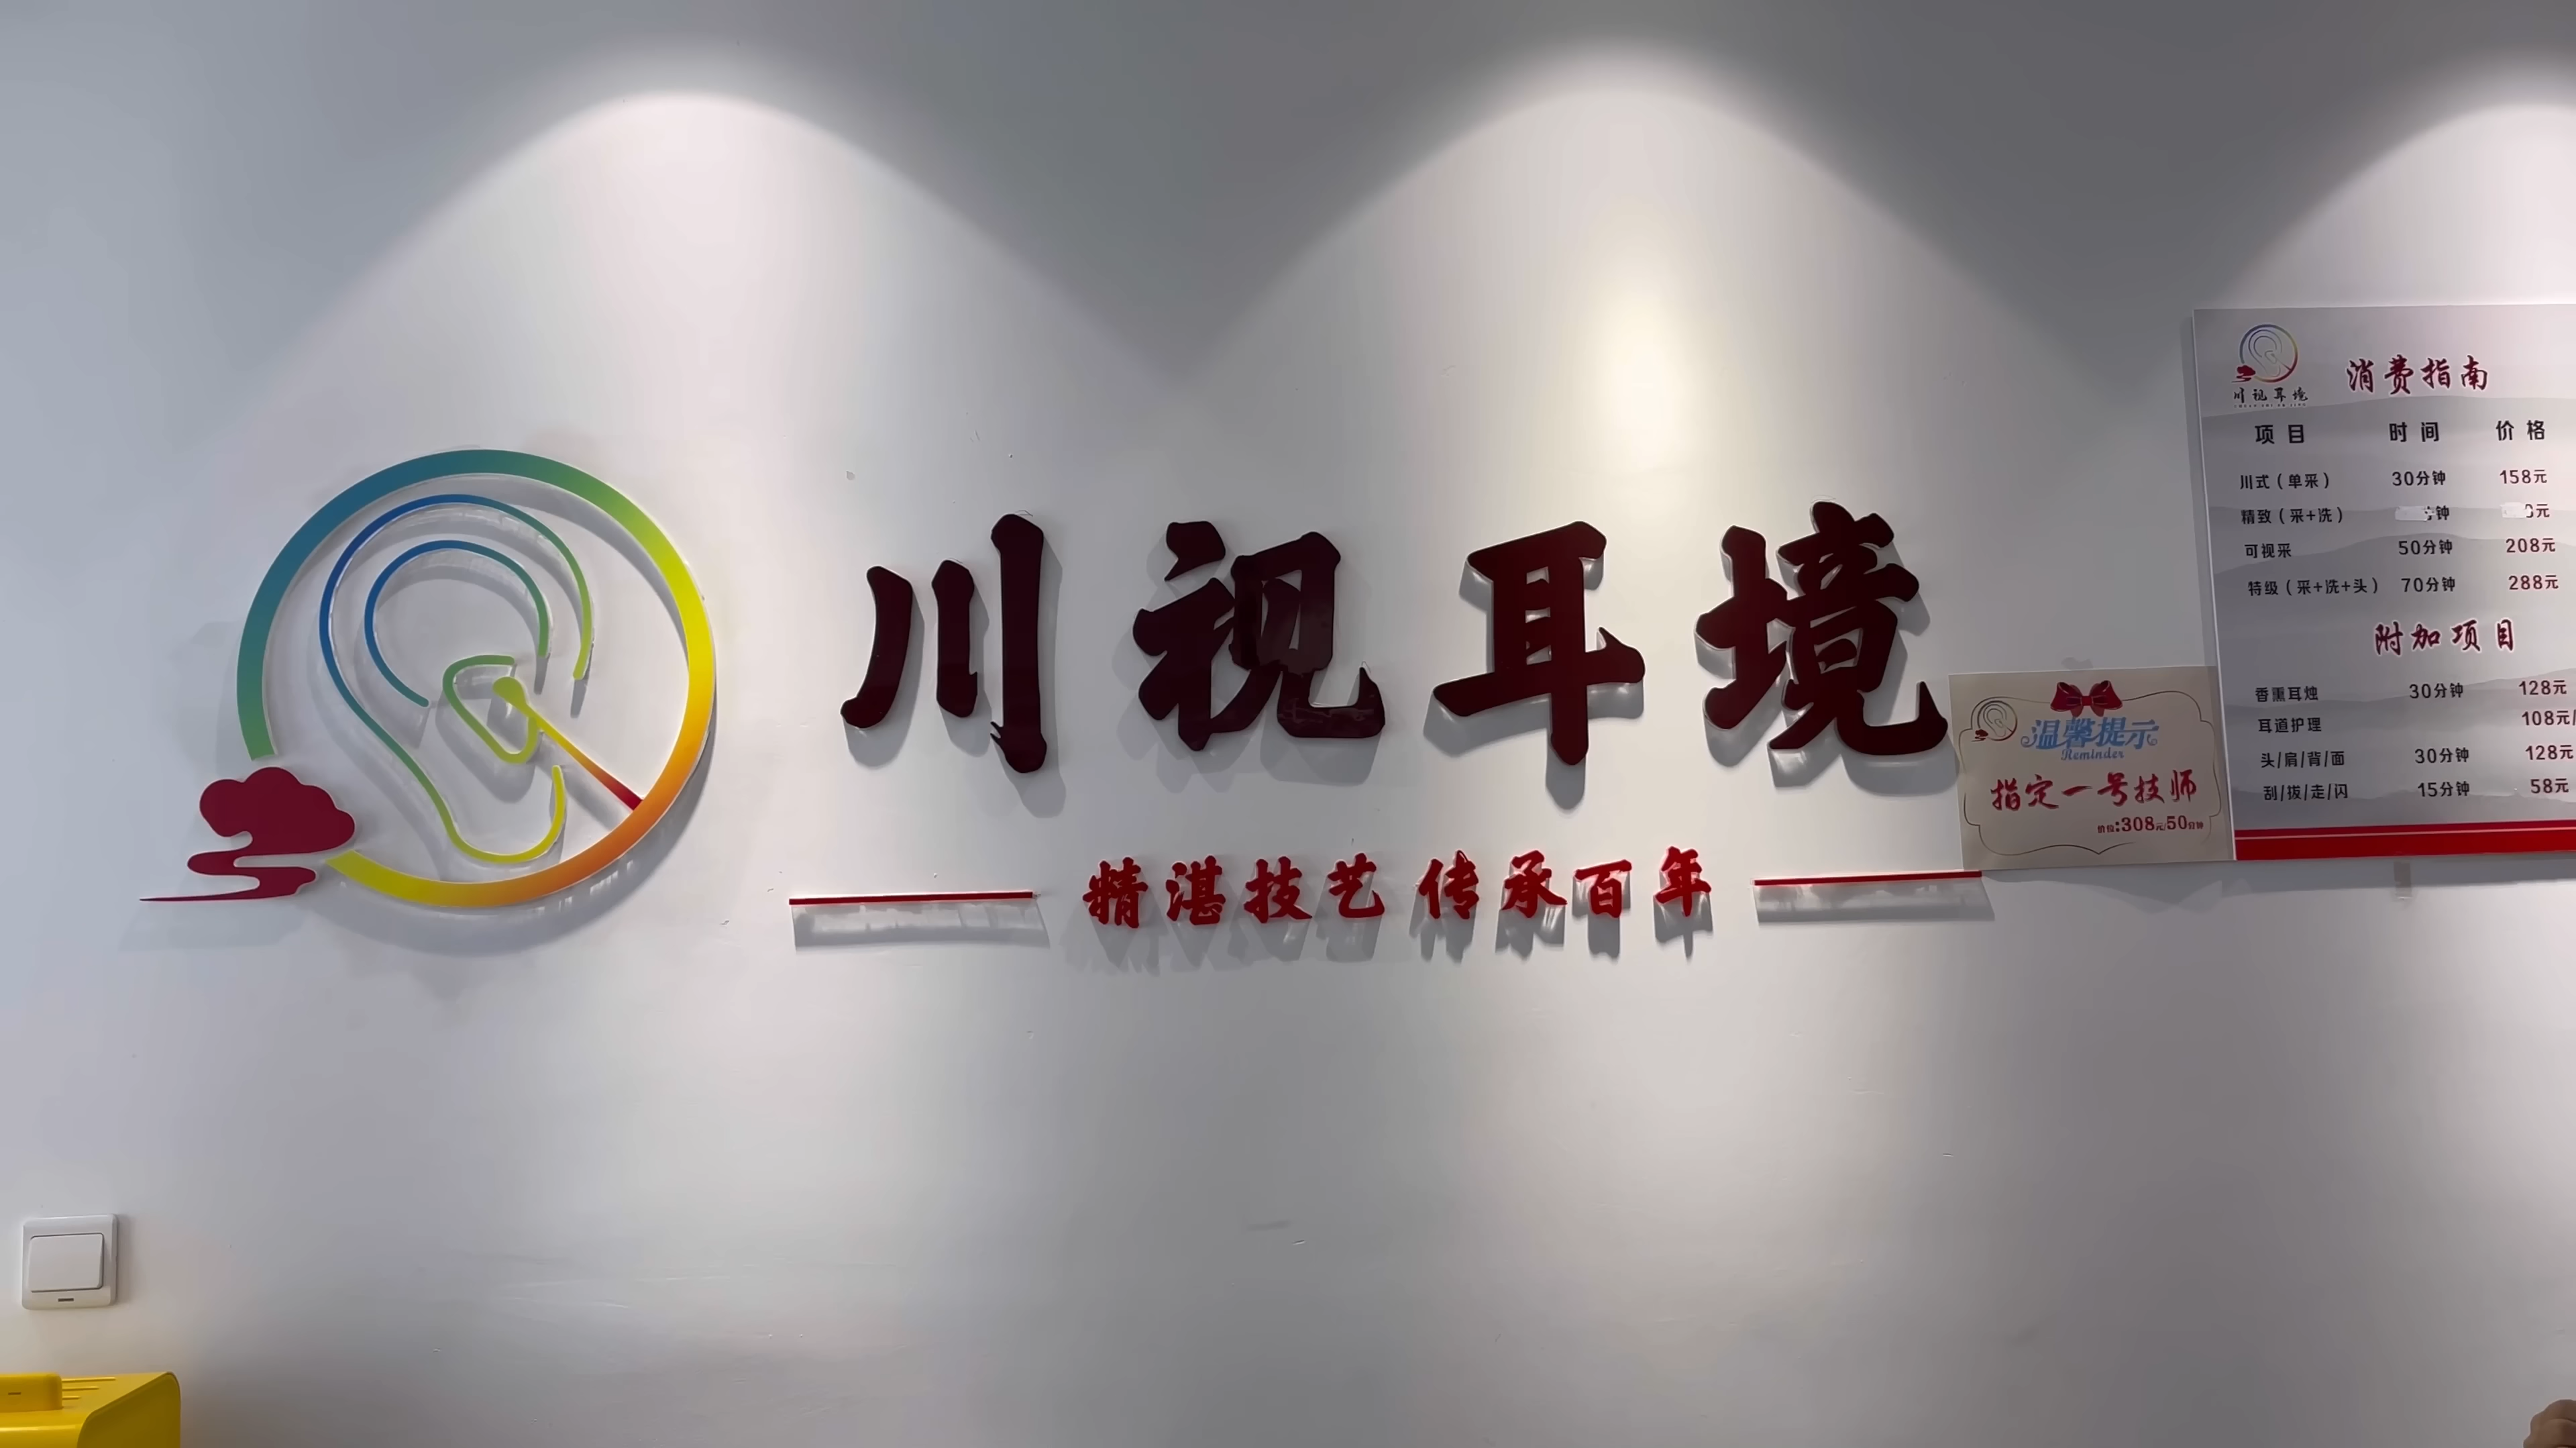 川视耳境
精湛技艺 传承百年
温馨提示
Reminder
指定一号技师
价位:308元/50分钟
川视耳境
消费指南
项目 时间 价格
川式（单采） 30分钟 158元
精致（采+洗） 钟 元
可视采 50分钟 208元
特级（采+洗+头） 70分钟 288元
附加项目
香熏耳烛 30分钟 128元
耳道护理 108元/
头/肩/背/面 30分钟 128元
刮/拔/走/闪 15分钟 58元